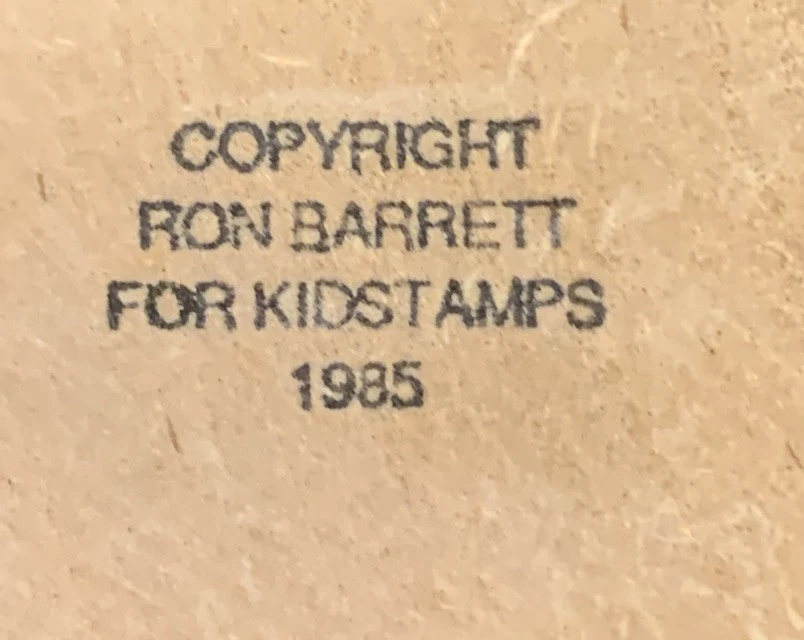 COPYRIGHT
RON BARRETT
FOR KIDSTAMPS
1985